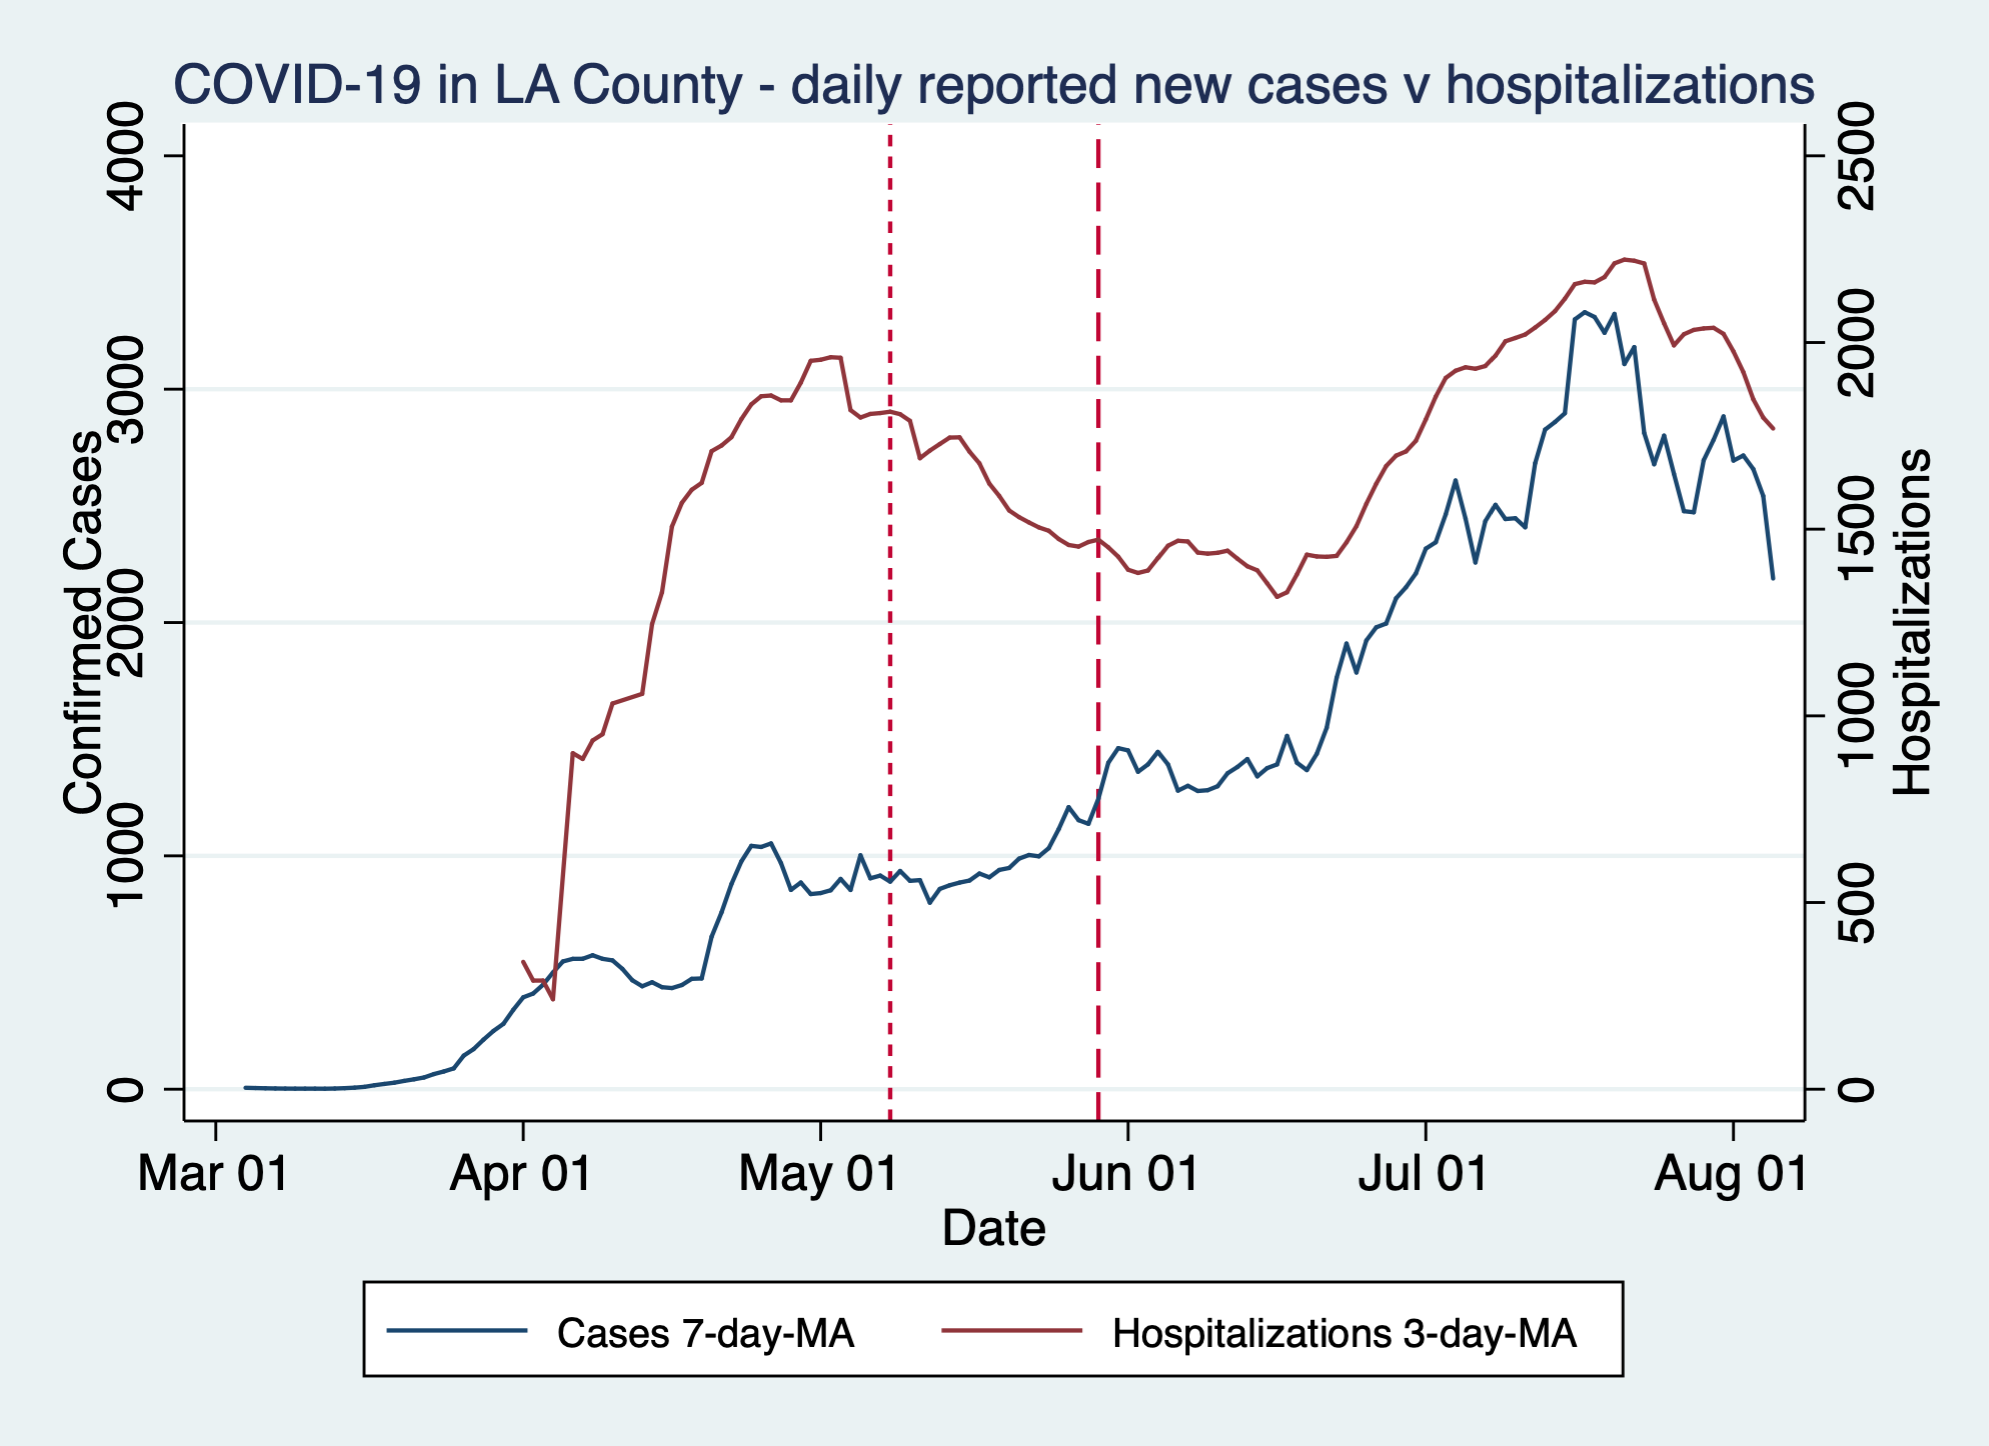 COVID-19 in LA County - daily reported new cases v hospitalizations
Confirmed Cases
4000
3000
2000
1000
0
2500
2000
1500
1000
500
0
Hospitalizations
Mar 01 Apr 01 May 01 Jun 01 Jul 01 Aug 01
Date
Cases 7-day-MA Hospitalizations 3-day-MA